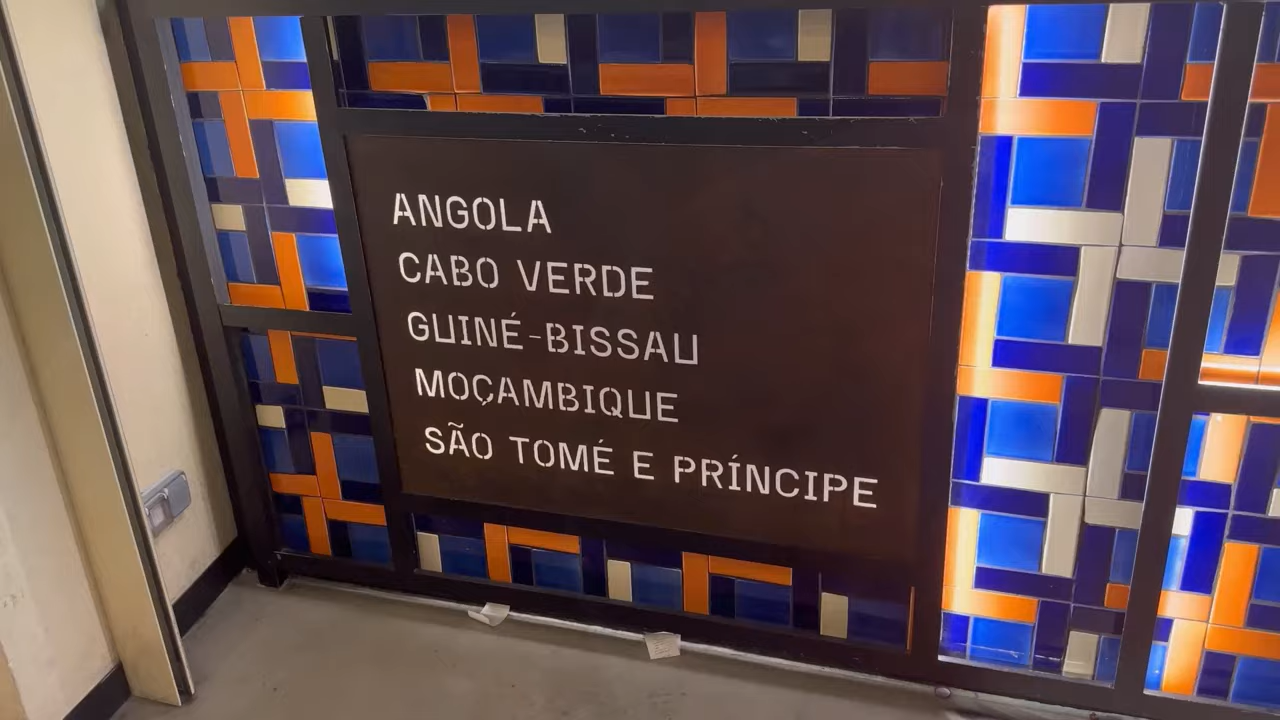 ANGOLA
CABO VERDE
GUINÉ-BISSAU
MOÇAMBIQUE
SÃO TOMÉ E PRÍNCIPE